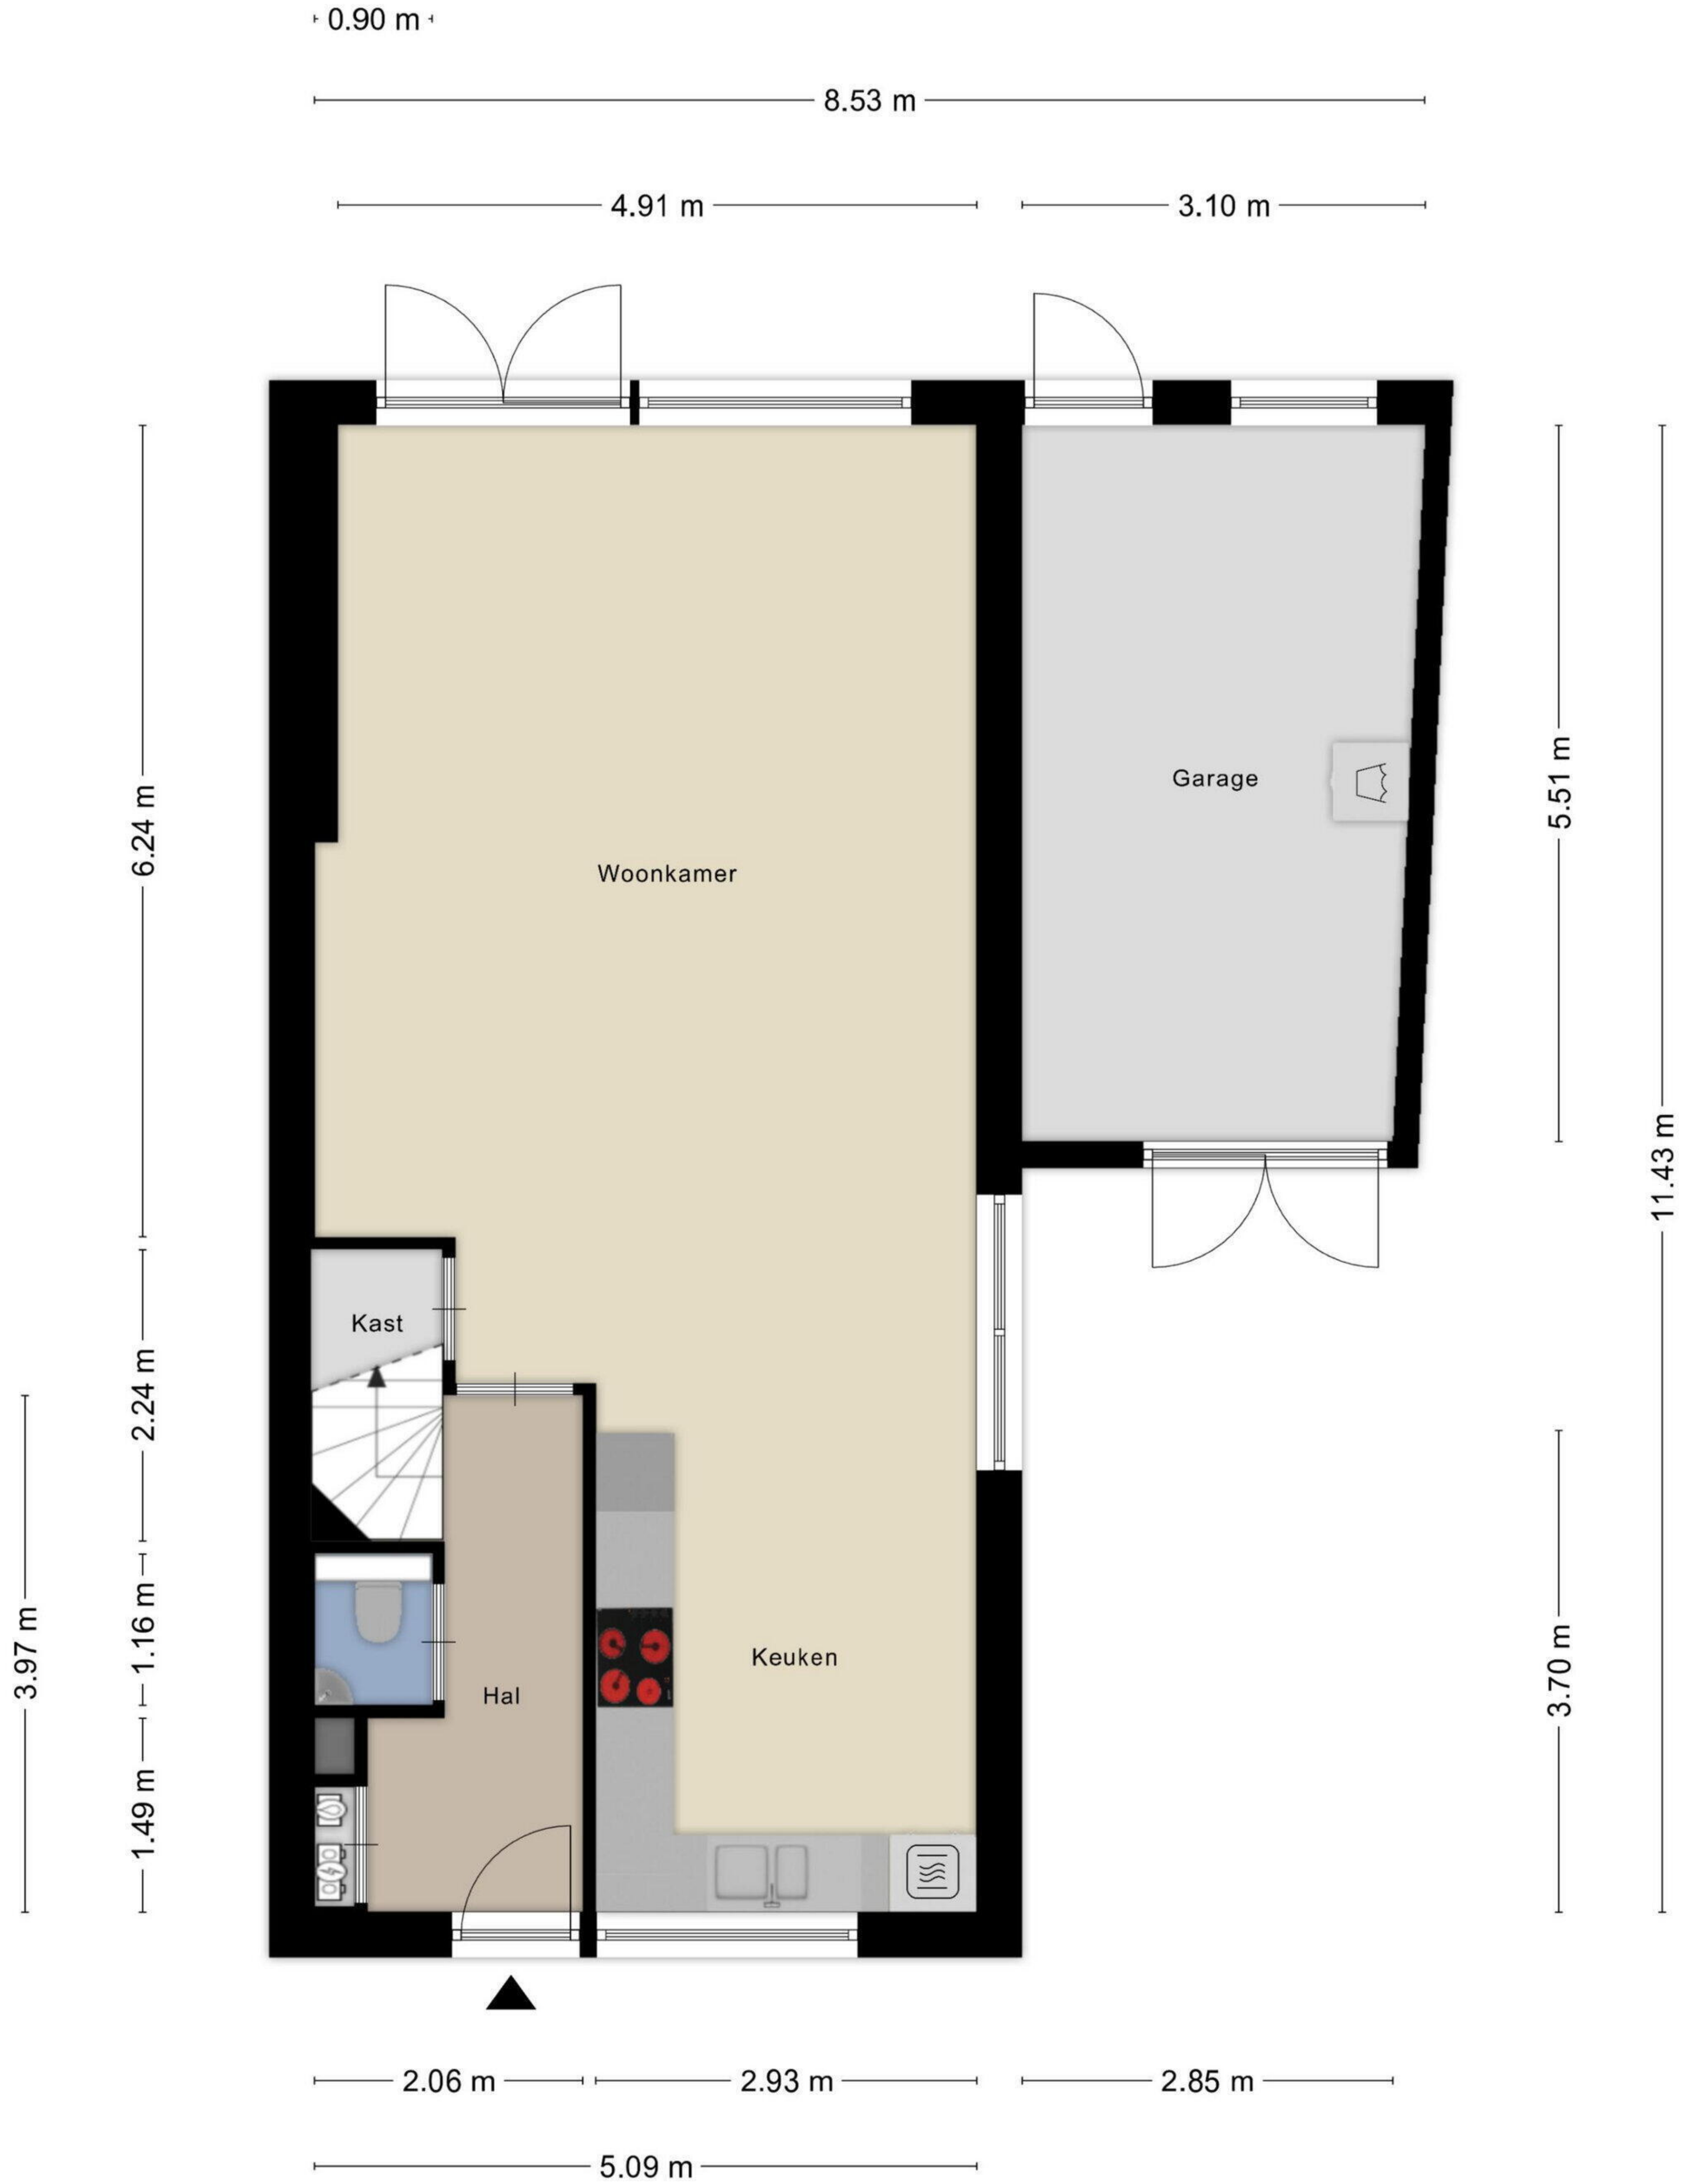 0.90 m
8.53 m
4.91 m
3.10 m
6.24 m
5.51 m
Garage
Woonkamer
11.43 m
Kast
2.24 m
3.97 m
1.16 m
3.70 m
Keuken
Hal
1.49 m
2.06 m
2.93 m
2.85 m
5.09 m